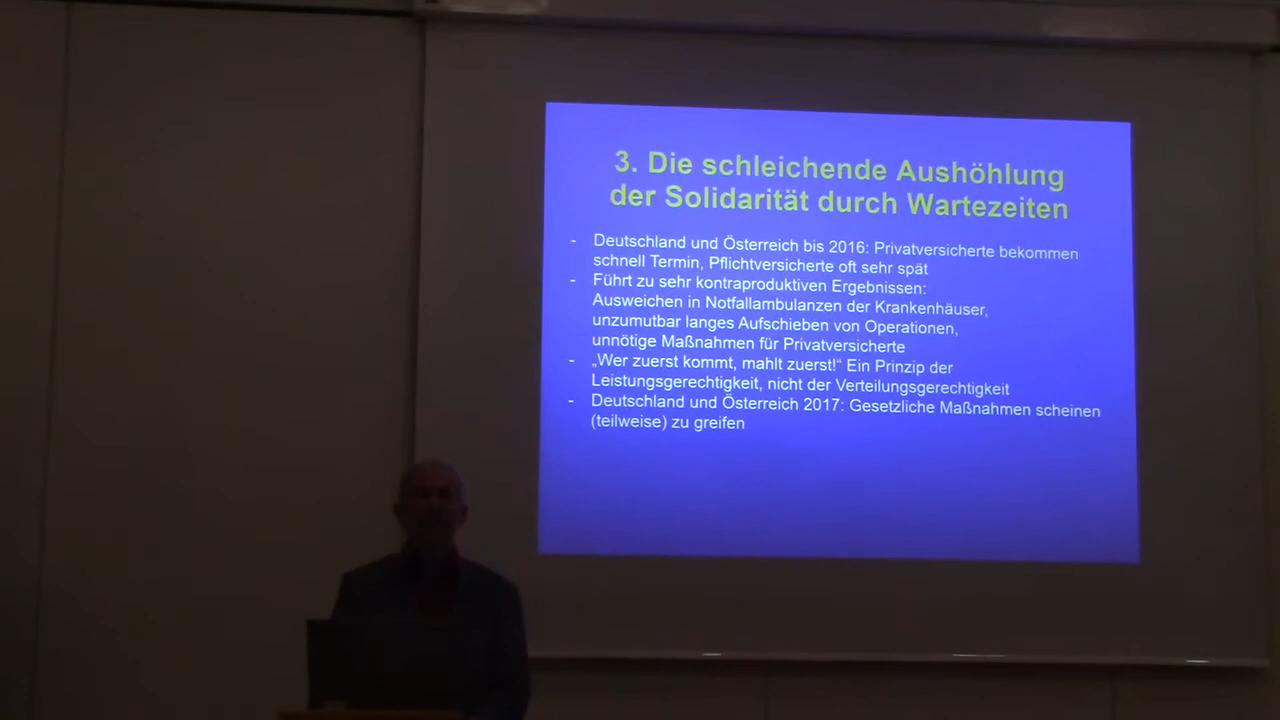 3. Die schleichende Aushöhlung
der Solidarität durch Wartezeiten
- Deutschland und Österreich bis 2016: Privatversicherte bekommen
schnell Termin, Pflichtversicherte oft sehr spät
- Führt zu sehr kontraproduktiven Ergebnissen:
Ausweichen in Notfallambulanzen der Krankenhäuser,
unzumutbar langes Aufschieben von Operationen,
unnötige Maßnahmen für Privatversicherte
- „Wer zuerst kommt, mahlt zuerst!“ Ein Prinzip der
Leistungsgerechtigkeit, nicht der Verteilungsgerechtigkeit
- Deutschland und Österreich 2017: Gesetzliche Maßnahmen scheinen
(teilweise) zu greifen